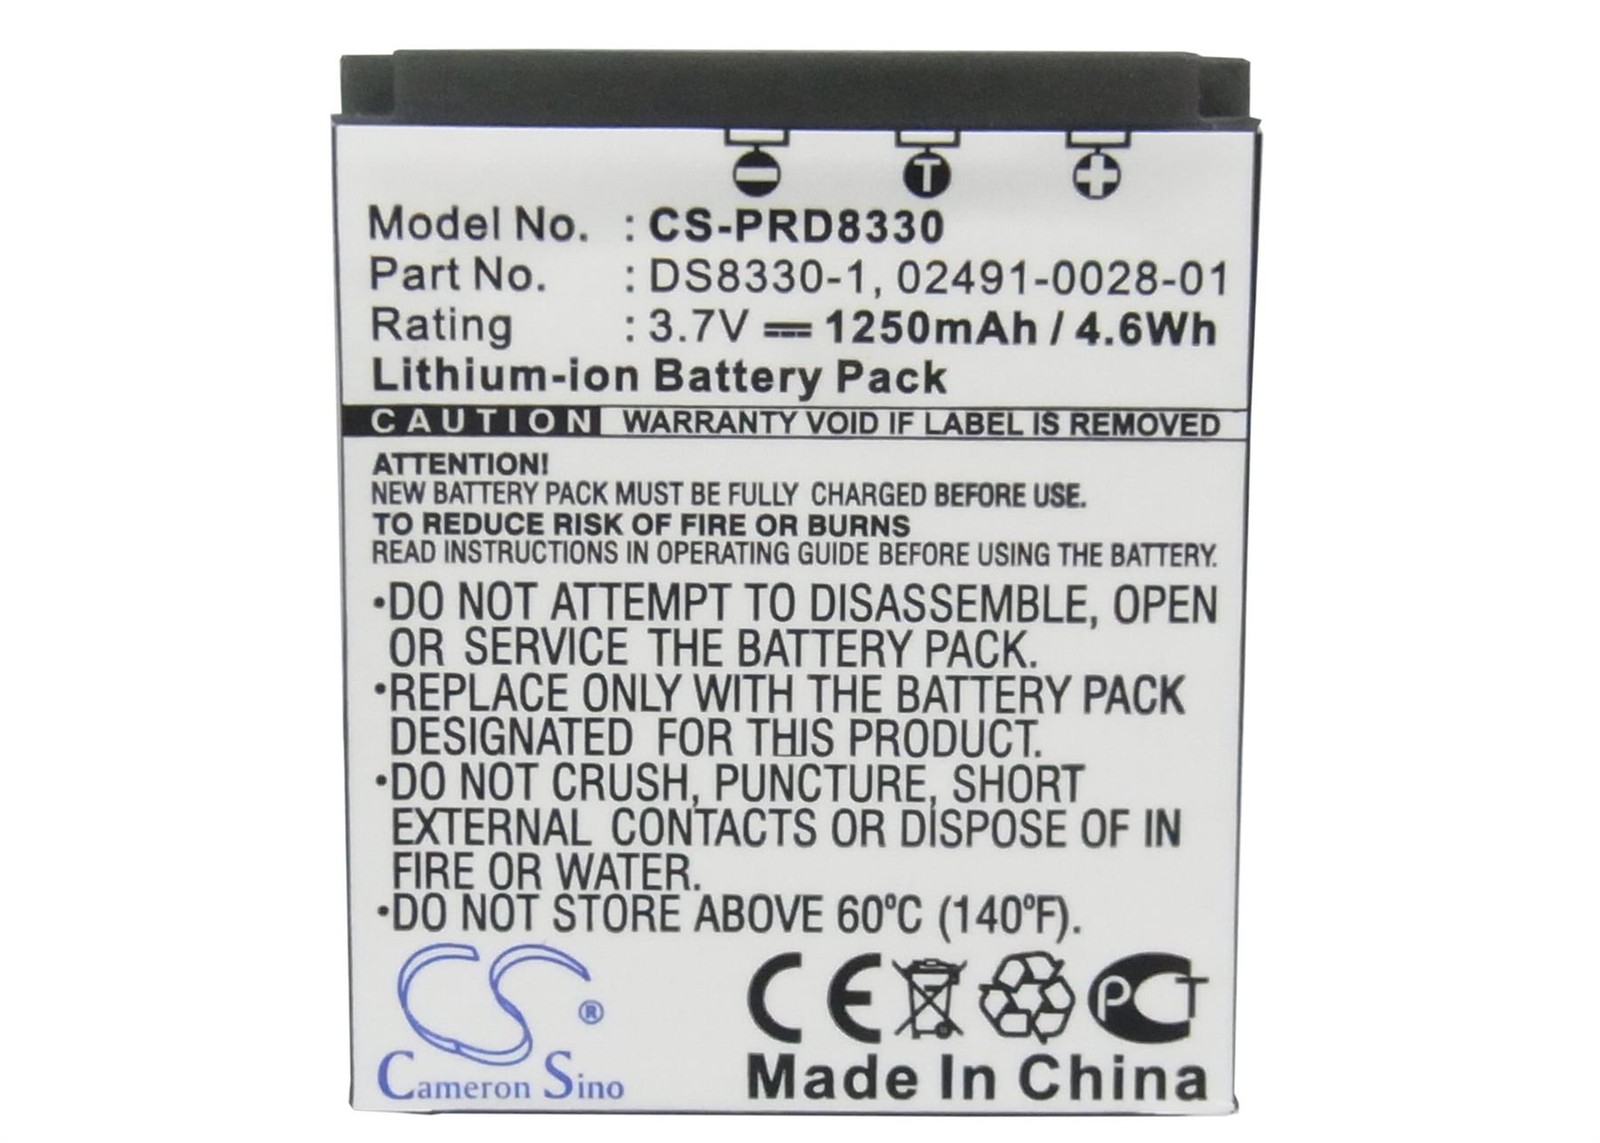 T
Model No. : CS-PRD8330
Part No. : DS8330-1, 02491-0028-01
Rating : 3.7V 1250mAh / 4.6Wh
Lithium-ion Battery Pack
CAUTION WARRANTY VOID IF LABEL IS REMOVED
ATTENTION!
NEW BATTERY PACK MUST BE FULLY CHARGED BEFORE USE.
TO REDUCE RISK OF FIRE OR BURNS
READ INSTRUCTIONS IN OPERATING GUIDE BEFORE USING THE BATTERY.
•DO NOT ATTEMPT TO DISASSEMBLE, OPEN
OR SERVICE THE BATTERY PACK.
•REPLACE ONLY WITH THE BATTERY PACK
DESIGNATED FOR THIS PRODUCT.
•DO NOT CRUSH, PUNCTURE, SHORT
EXTERNAL CONTACTS OR DISPOSE OF IN
FIRE OR WATER.
•DO NOT STORE ABOVE 60°C (140°F).
CS ®
Cameron Sino
CE PCT
Made In China